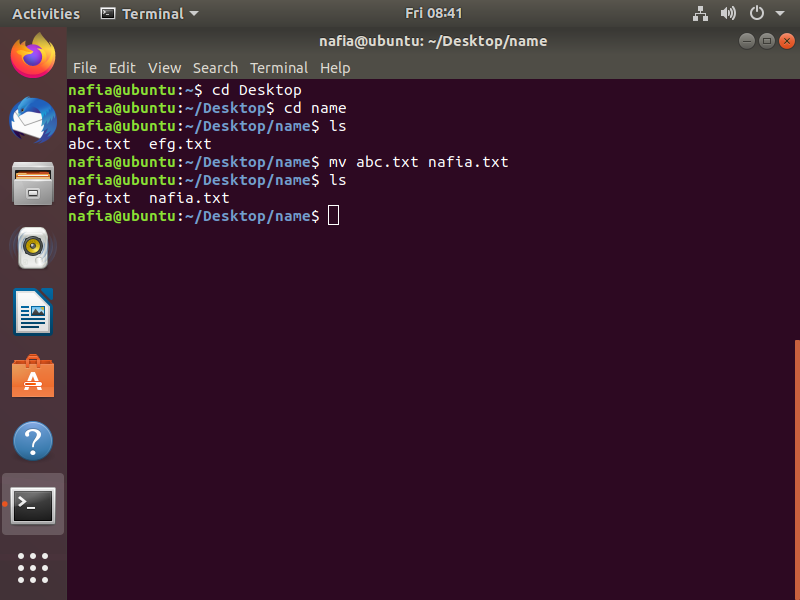 Activities Terminal Fri 08:41
nafia@ubuntu: ~/Desktop/name
File Edit View Search Terminal Help
nafia@ubuntu:~$ cd Desktop
nafia@ubuntu:~/Desktop$ cd name
nafia@ubuntu:~/Desktop/name$ ls
abc.txt  efg.txt
nafia@ubuntu:~/Desktop/name$ mv abc.txt nafia.txt
nafia@ubuntu:~/Desktop/name$ ls
efg.txt  nafia.txt
nafia@ubuntu:~/Desktop/name$